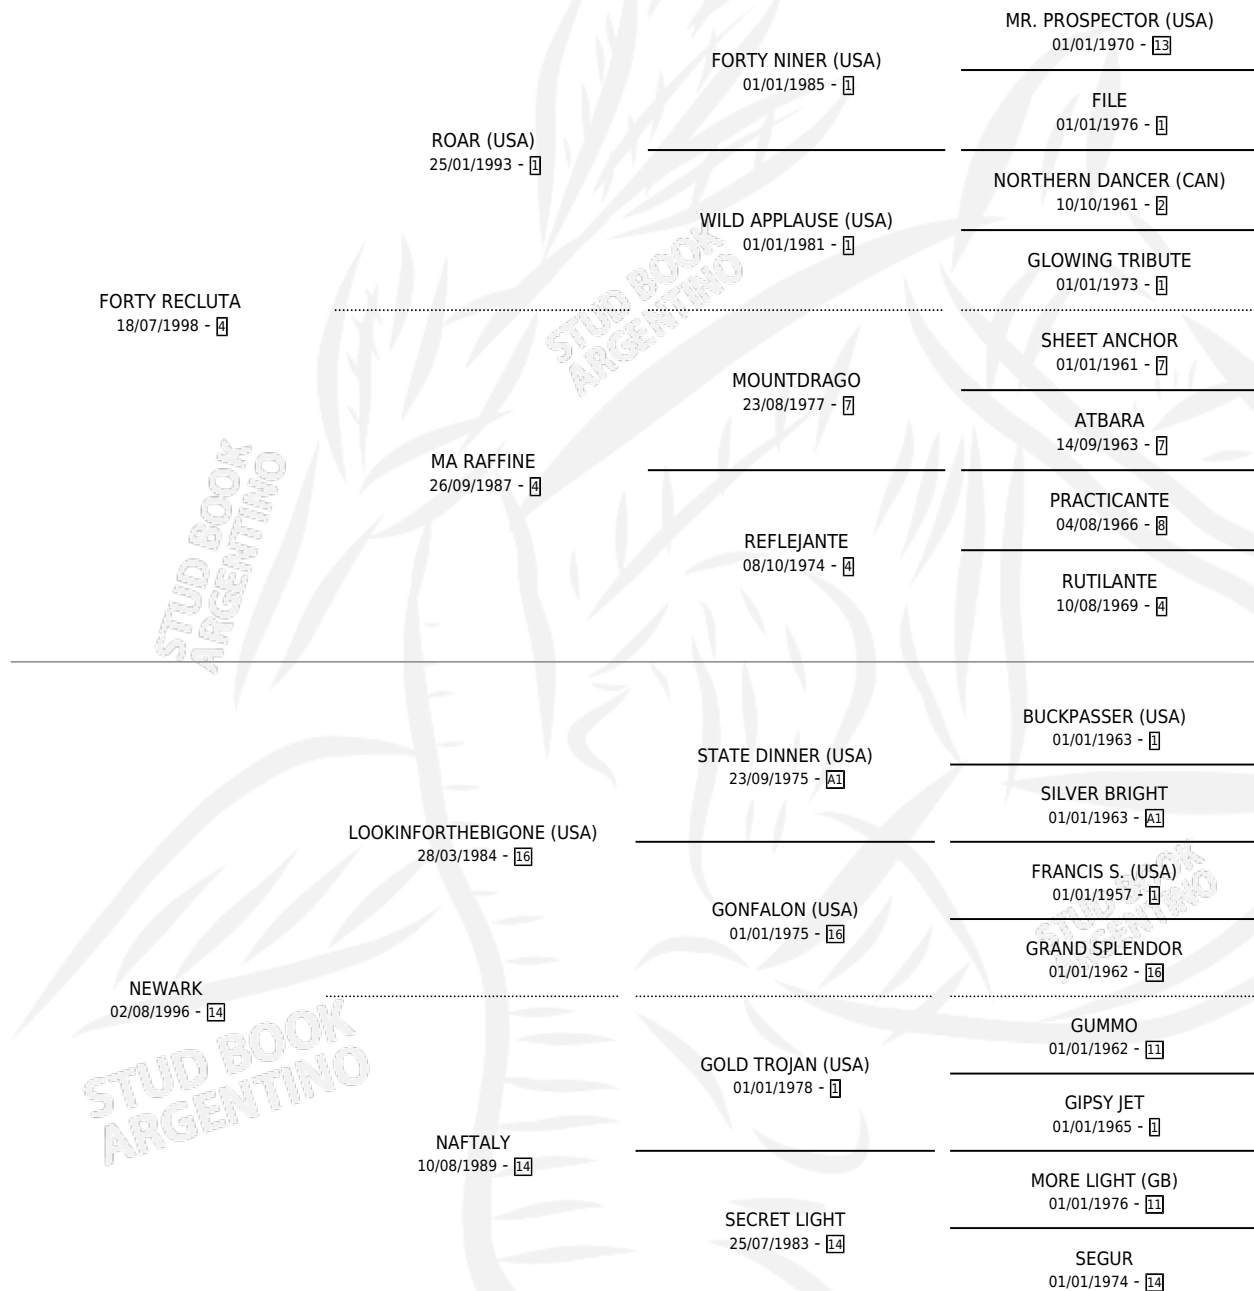 MR. PROSPECTOR (USA)
01/01/1970 - 13
FORTY NINER (USA)
01/01/1985 - 1
FILE
01/01/1976 - 1
ROAR (USA)
25/01/1993 - 1
NORTHERN DANCER (CAN)
10/10/1961 - 2
WILD APPLAUSE (USA)
01/01/1981 - 1
GLOWING TRIBUTE
01/01/1973 - 1
FORTY RECLUTA
18/07/1998 - 4
STUD BOOK
ARGENTINO
SHEET ANCHOR
01/01/1961 - 7
MOUNTDRAGO
23/08/1977 - 7
ATBARA
14/09/1963 - 7
MA RAFFINE
26/09/1987 - 4
PRACTICANTE
04/08/1966 - 8
REFLEJANTE
08/10/1974 - 4
RUTILANTE
10/08/1969 - 4
STUD BOOK
ARGENTINO
BUCKPASSER (USA)
01/01/1963 - 1
STATE DINNER (USA)
23/09/1975 - A1
SILVER BRIGHT
01/01/1963 - A1
LOOKINFORTHEBIGONE (USA)
28/03/1984 - 16
FRANCIS S. (USA)
01/01/1957 - 1
GONFALON (USA)
01/01/1975 - 16
STUD BOOK
ARGENTINO
GRAND SPLENDOR
01/01/1962 - 16
NEWARK
02/08/1996 - 14
STUD BOOK
ARGENTINO
GUMMO
01/01/1962 - 11
GOLD TROJAN (USA)
01/01/1978 - 1
GIPSY JET
01/01/1965 - 1
NAFTALY
10/08/1989 - 14
MORE LIGHT (GB)
01/01/1976 - 11
SECRET LIGHT
25/07/1983 - 14
SEGUR
01/01/1974 - 14